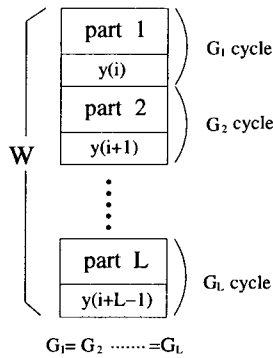 part 1
G₁ cycle
y(i)
part 2
G₂ cycle
W
y(i+1)
part L
G_L cycle
y(i+L−1)
G₁= G₂ ······ =G_L